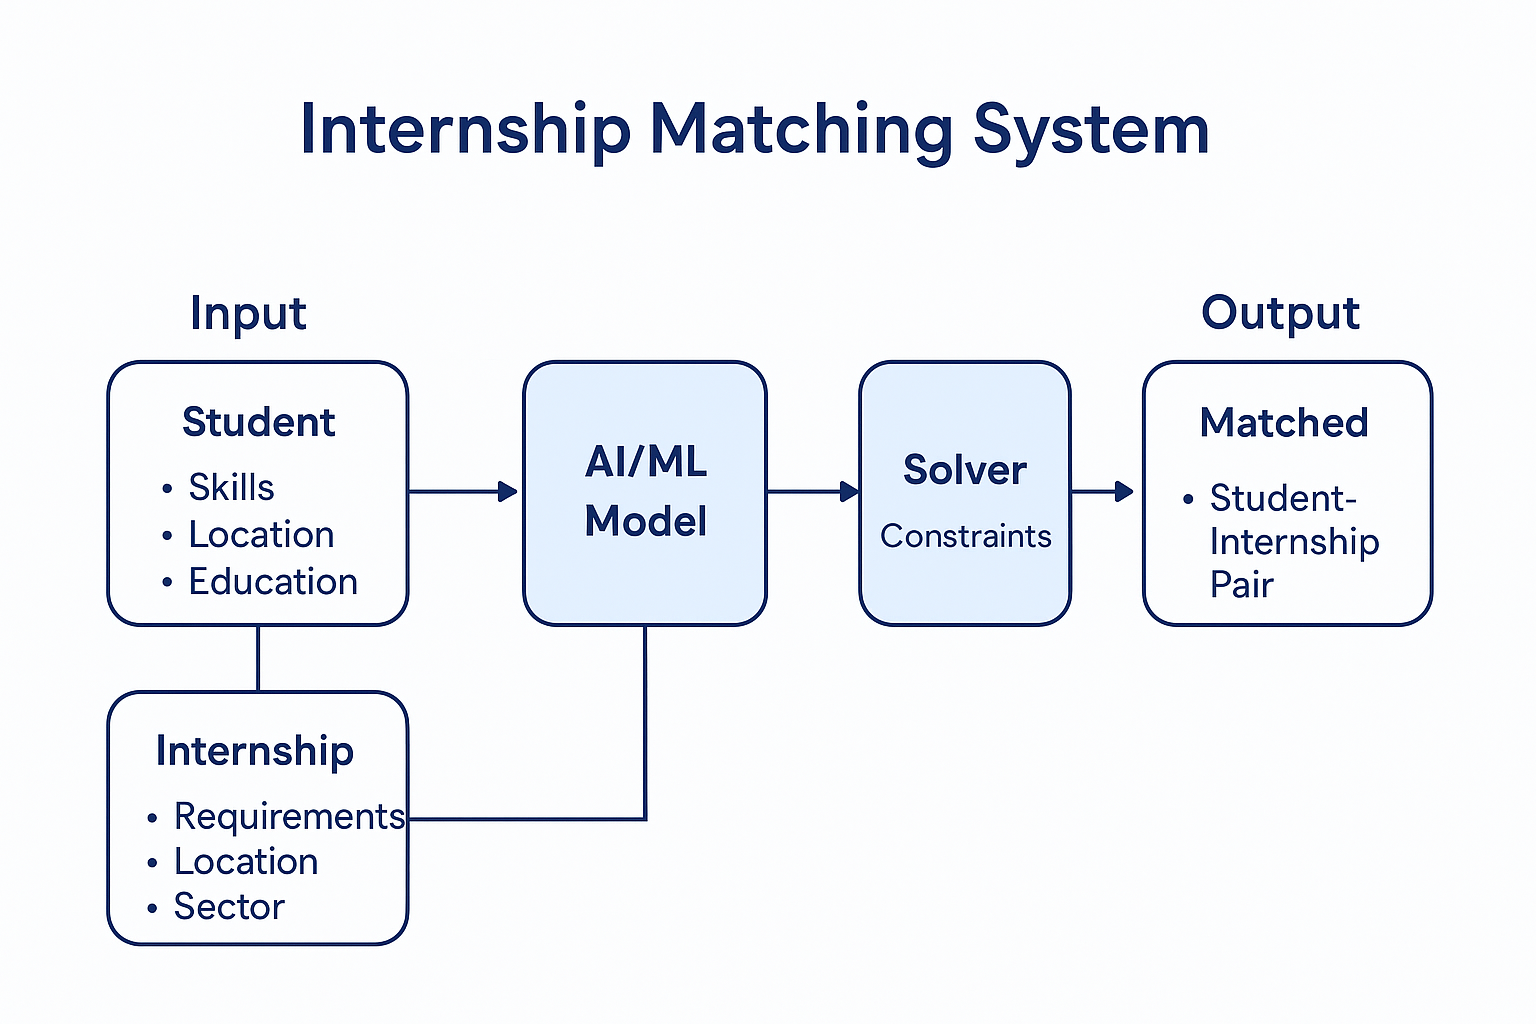 Internship Matching System
Input
Student
• Skills
• Location
• Education
Internship
• Requirements
• Location
• Sector
AI/ML
Model
Solver
Constraints
Output
Matched
• Student-
Internship
Pair